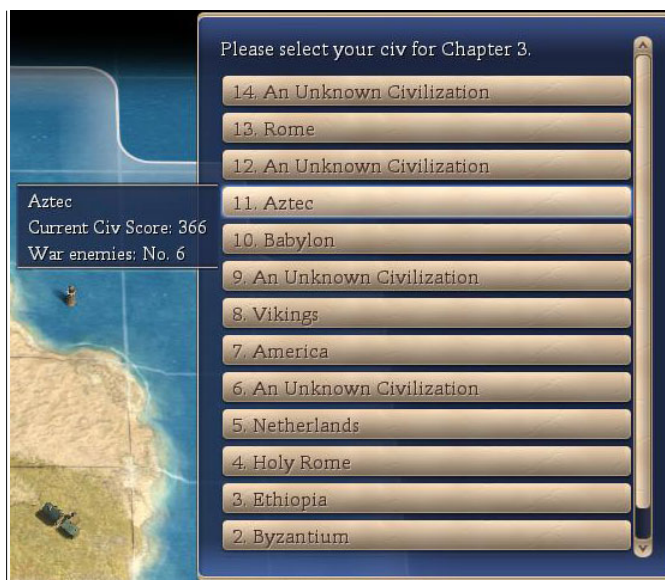 Please select your civ for Chapter 3.
14. An Unknown Civilization
13. Rome
12. An Unknown Civilization
Aztec
Current Civ Score: 366
War enemies: No. 6
11. Aztec
10. Babylon
9. An Unknown Civilization
8. Vikings
7. America
6. An Unknown Civilization
5. Netherlands
4. Holy Rome
3. Ethiopia
2. Byzantium